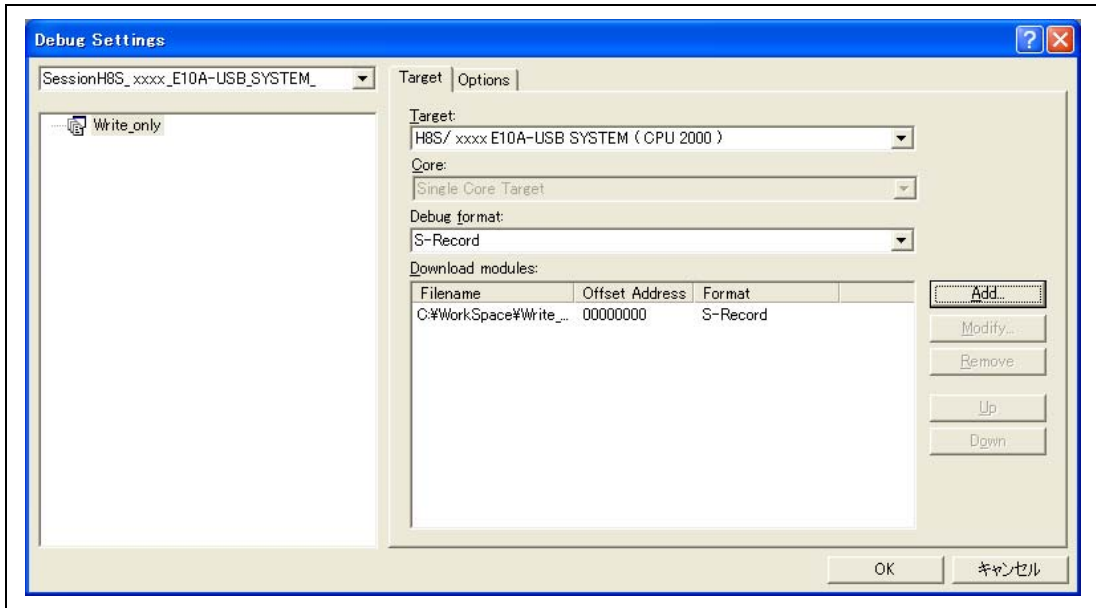 Debug Settings
SessionH8S_ xxxx_E10A-USB_SYSTEM_
Write_only
Target
Options
Target:
H8S/ xxxx E10A-USB SYSTEM ( CPU 2000 )
Core:
Single Core Target
Debug format:
S-Record
Download modules:
Filename Offset Address Format
C:¥WorkSpace¥Write_... 00000000 S-Record
Add...
Modify...
Remove
Up
Down
OK キャンセル